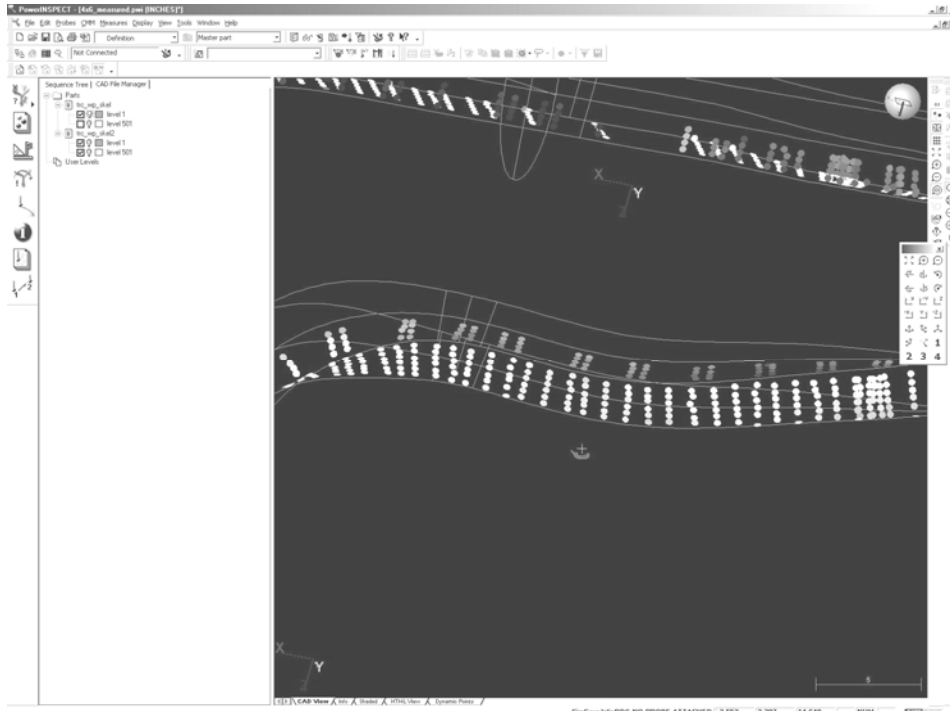 PowerINSPECT - [4x6_measured.pwi (INCHES)*]
File Edit Probes CMM Measures Display View Tools Window Help
Definition Master part
Not Connected
Sequence Tree CAD File Manager
Parts
level 1
level 501
level 1
level 501
User Levels
X
Y
1
2 3 4
1 2
X
Y
5
CAD View Info Shaded HTML View Dynamic Points